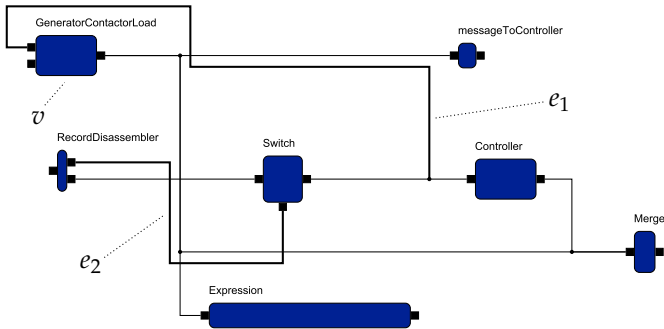 GeneratorContactorLoad
messageToController
e1
v
RecordDisassembler
Switch
Controller
Merge
e2
Expression